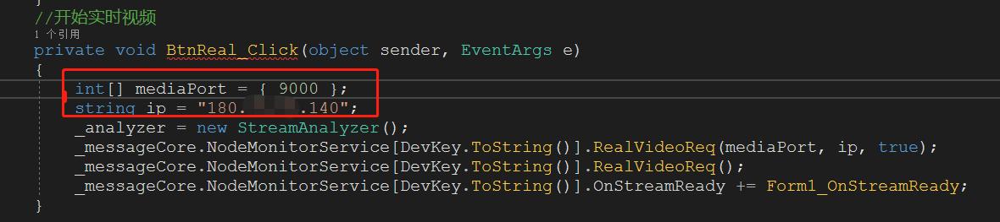 }
//开始实时视频
1 个引用
private void BtnReal_Click(object sender, EventArgs e)
{
int[] mediaPort = { 9000 };
string ip = "180. .140";
_analyzer = new StreamAnalyzer();
_messageCore.NodeMonitorService[DevKey.ToString()].RealVideoReq(mediaPort, ip, true);
_messageCore.NodeMonitorService[DevKey.ToString()].RealVideoReq();
_messageCore.NodeMonitorService[DevKey.ToString()].OnStreamReady += Form1_OnStreamReady;
}